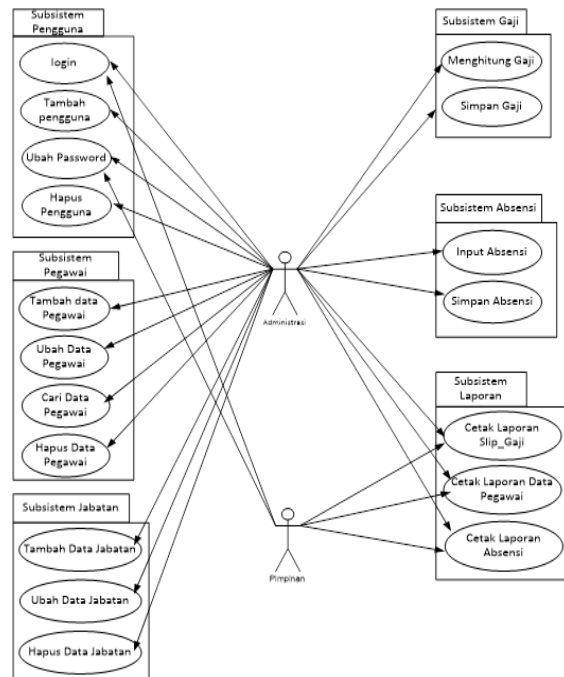 Subsistem
Pengguna
login
Tambah
pengguna
Ubah Password
Hapus
Pengguna
Subsistem
Pegawai
Tambah data
Pegawai
Ubah Data
Pegawai
Cari Data
Pegawai
Hapus Data
Pegawai
Subsistem Jabatan
Tambah Data Jabatan
Ubah Data Jabatan
Hapus Data Jabatan
Administrasi
Pimpinan
Subsistem Gaji
Menghitung Gaji
Simpan Gaji
Subsistem Absensi
Input Absensi
Simpan Absensi
Subsistem
Laporan
Cetak Laporan
Slip_Gaji
Cetak Laporan Data
Pegawai
Cetak Laporan
Absensi